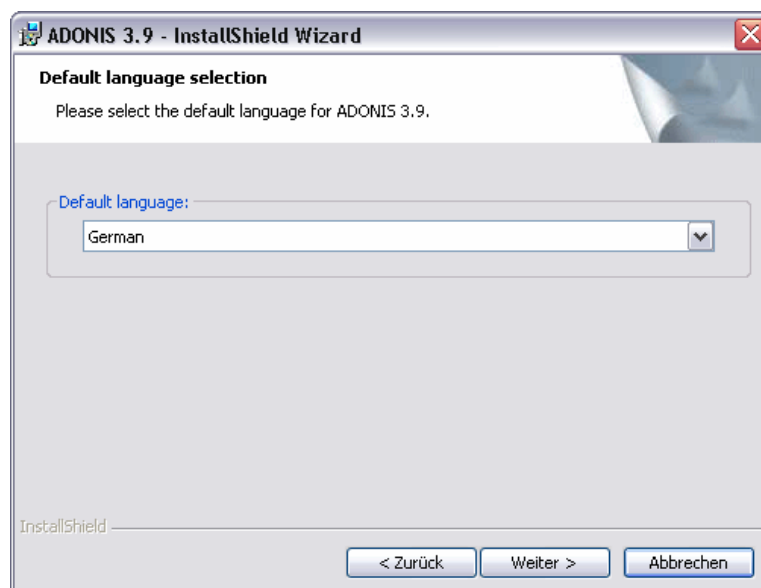 ADONIS 3.9 - InstallShield Wizard
Default language selection
Please select the default language for ADONIS 3.9.
Default language:
German
InstallShield
< Zurück
Weiter >
Abbrechen